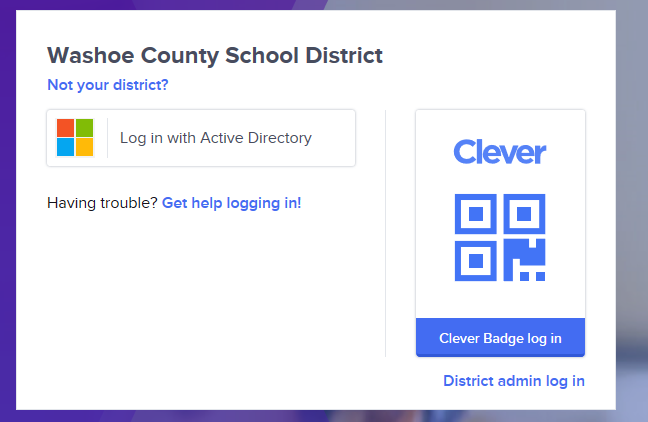 Washoe County School District
Not your district?
Log in with Active Directory
Having trouble? Get help logging in!
Clever
Clever Badge log in
District admin log in